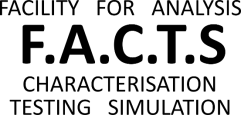 FACILITY FOR ANALYSIS
F.A.C.T.S
CHARACTERISATION
TESTING SIMULATION